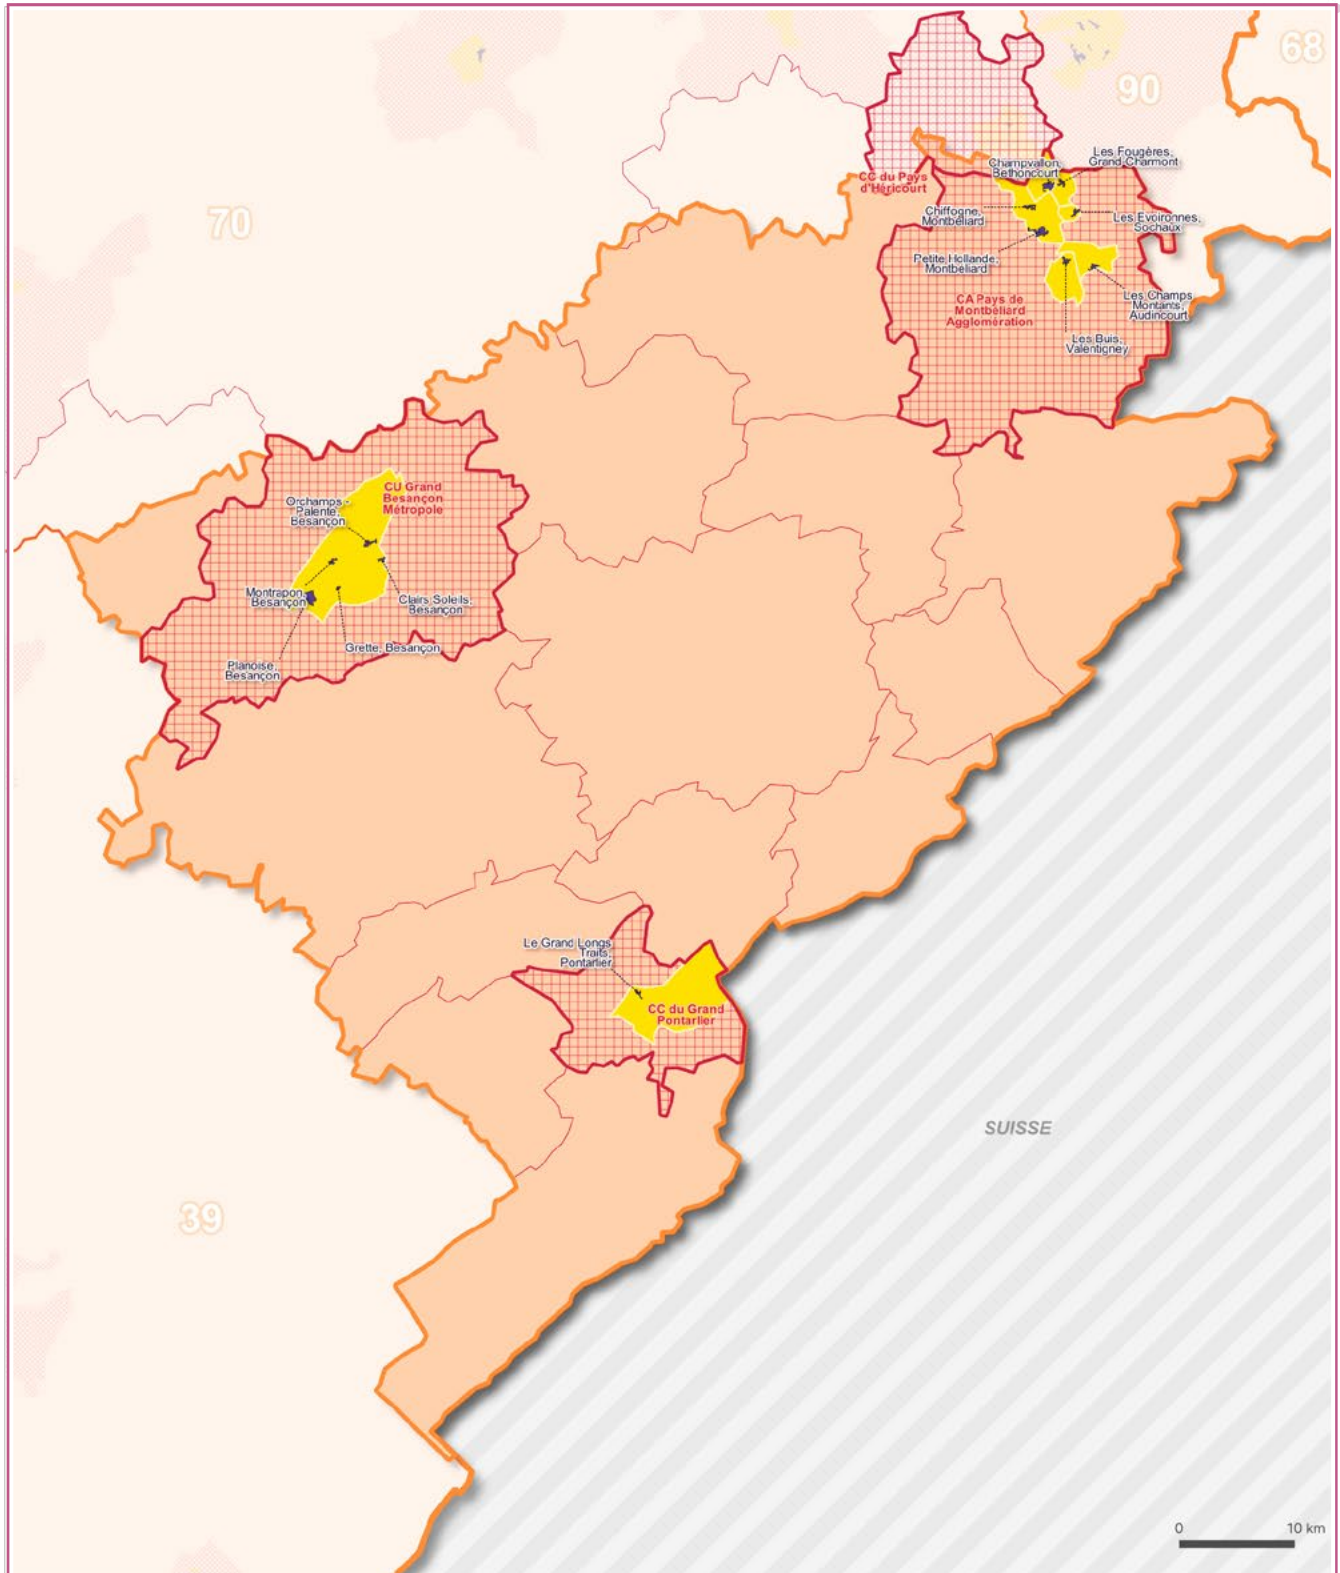 68
90
70
CC du Pays
d'Héricourt
Champvallon,
Bethoncourt
Les Fougères,
Grand Charmont
Chiffogne,
Montbéliard
Les Evoironnes,
Sochaux
Petite Hollande,
Montbéliard
CA Pays de
Montbéliard
Agglomération
Les Champs
Montants,
Audincourt
Les Buis,
Valentigney
CU Grand
Besançon
Métropole
Orchamps -
Palente,
Besançon
Montrapon,
Besançon
Clairs Soleils,
Besançon
Grette, Besançon
Planoise,
Besançon
Le Grand Longs
Traits,
Pontarlier
CC du Grand
Pontarlier
SUISSE
39
0 10 km